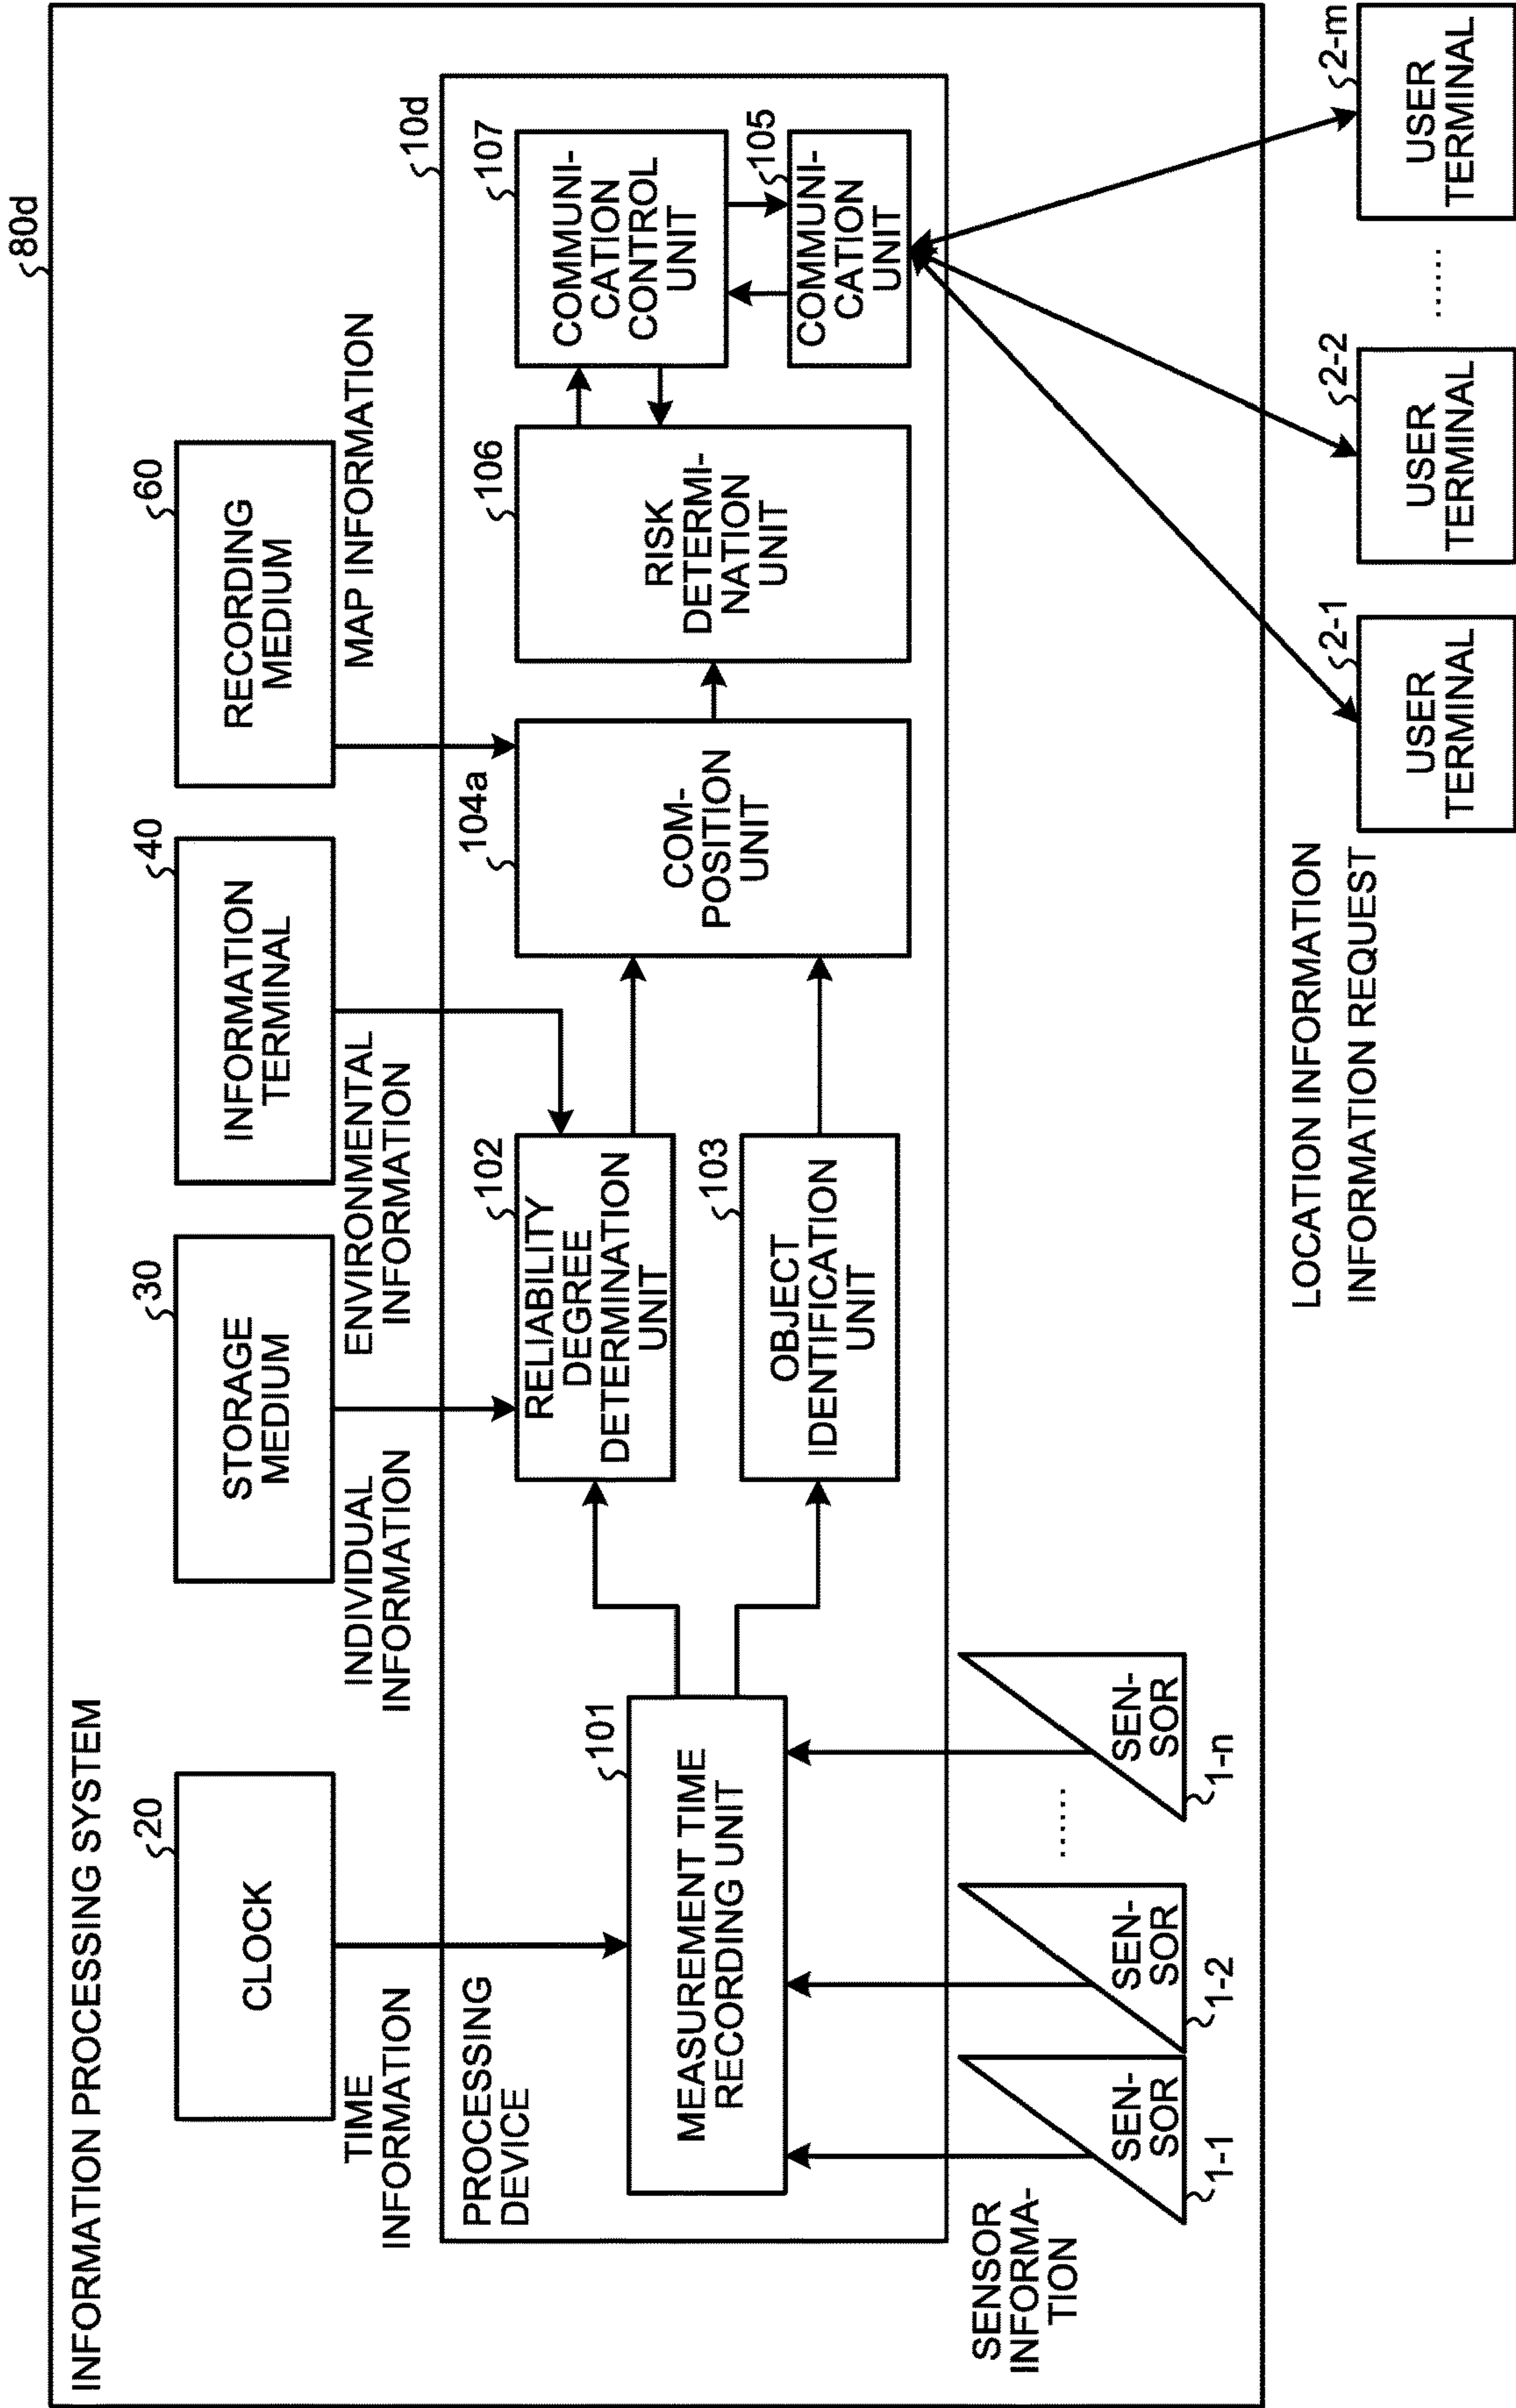 80d
INFORMATION PROCESSING SYSTEM
20
CLOCK
TIME
INFORMATION
30
STORAGE
MEDIUM
INDIVIDUAL
INFORMATION
40
INFORMATION
TERMINAL
ENVIRONMENTAL
INFORMATION
60
RECORDING
MEDIUM
MAP INFORMATION
10d
PROCESSING
DEVICE
101
MEASUREMENT TIME
RECORDING UNIT
102
RELIABILITY
DEGREE
DETERMINATION
UNIT
103
OBJECT
IDENTIFICATION
UNIT
104a
COM-
POSITION
UNIT
106
RISK
DETERMI-
NATION
UNIT
107
COMMUNI-
CATION
CONTROL
UNIT
105
COMMUNI-
CATION
UNIT
SENSOR
INFORMA-
TION
SEN-
SOR
1-1
SEN-
SOR
1-2
......
SEN-
SOR
1-n
LOCATION INFORMATION
INFORMATION REQUEST
2-1
USER
TERMINAL
2-2
USER
TERMINAL
......
2-m
USER
TERMINAL